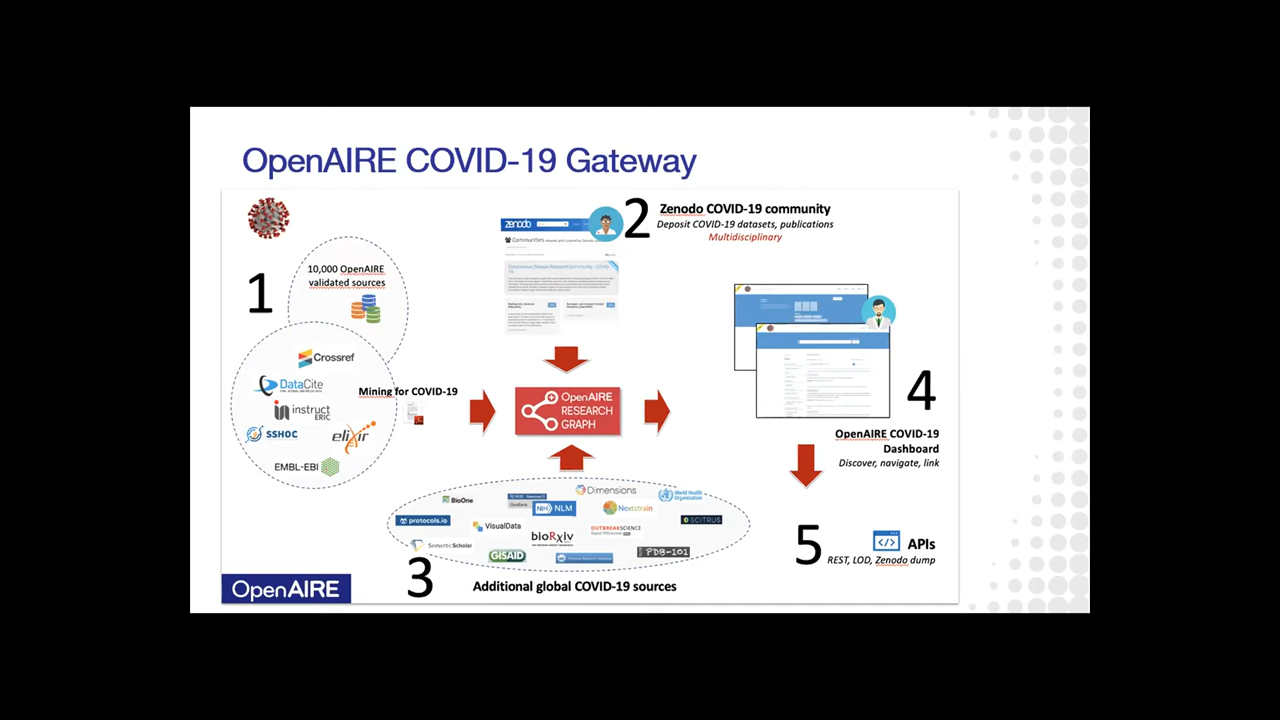 OpenAIRE COVID-19 Gateway
1
10,000 OpenAIRE
validated sources
Crossref
DataCite
instruct
ERIC
SSHOC
elixir
EMBL-EBI
Mining for COVID-19
zenodo
Communities
2
Zenodo COVID-19 community
Deposit COVID-19 datasets, publications
Multidisciplinary
OpenAIRE
RESEARCH
GRAPH
4
OpenAIRE COVID-19
Dashboard
Discover, navigate, link
5
APIs
REST, LOD, Zenodo dump
BioOne
GenBank
NIH NLM
Dimensions
World Health
Organization
Nextstrain
protocols.io
VisualData
bioRxiv
OUTBREAKSCIENCE
SCITRUS
SEMANTIC SCHOLAR
GISAID
PDB-101
3
Additional global COVID-19 sources
OpenAIRE